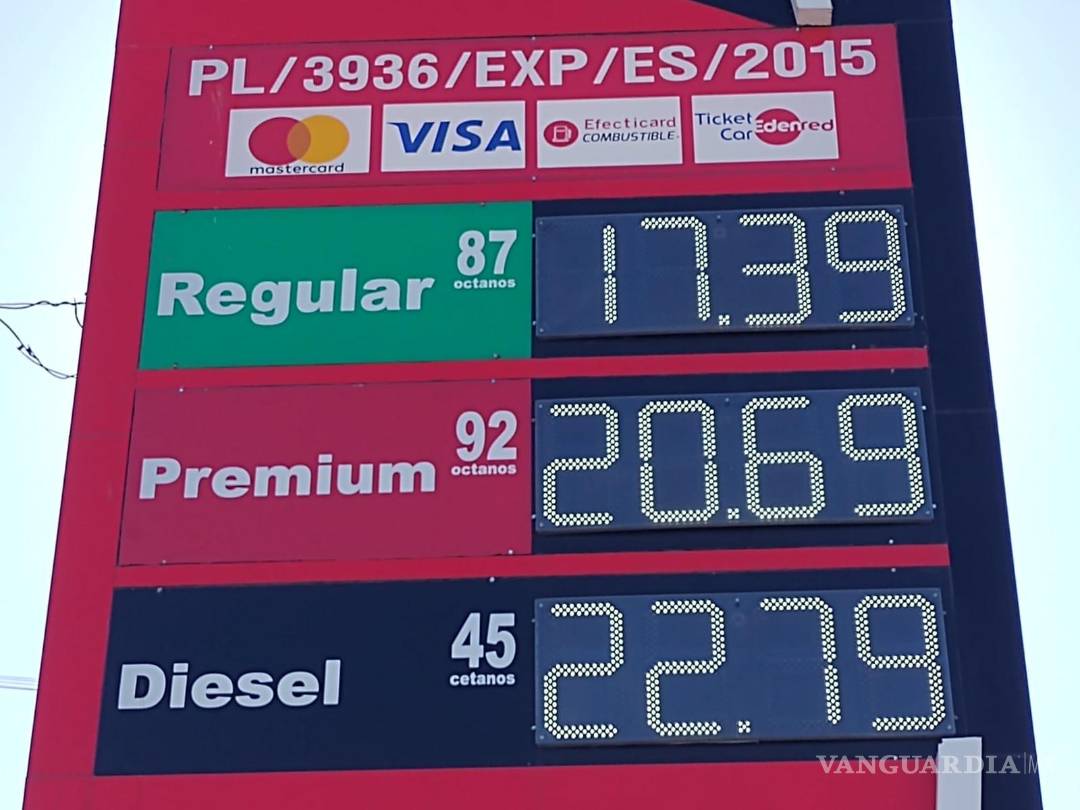 PL/3936/EXP/ES/2015
mastercard
VISA
Efecticard
COMBUSTIBLE
Ticket
Car
Edenred
Regular
87
octanos
17.39
Premium
92
octanos
20.69
Diesel
45
cetanos
22.79
VANGUARDIA